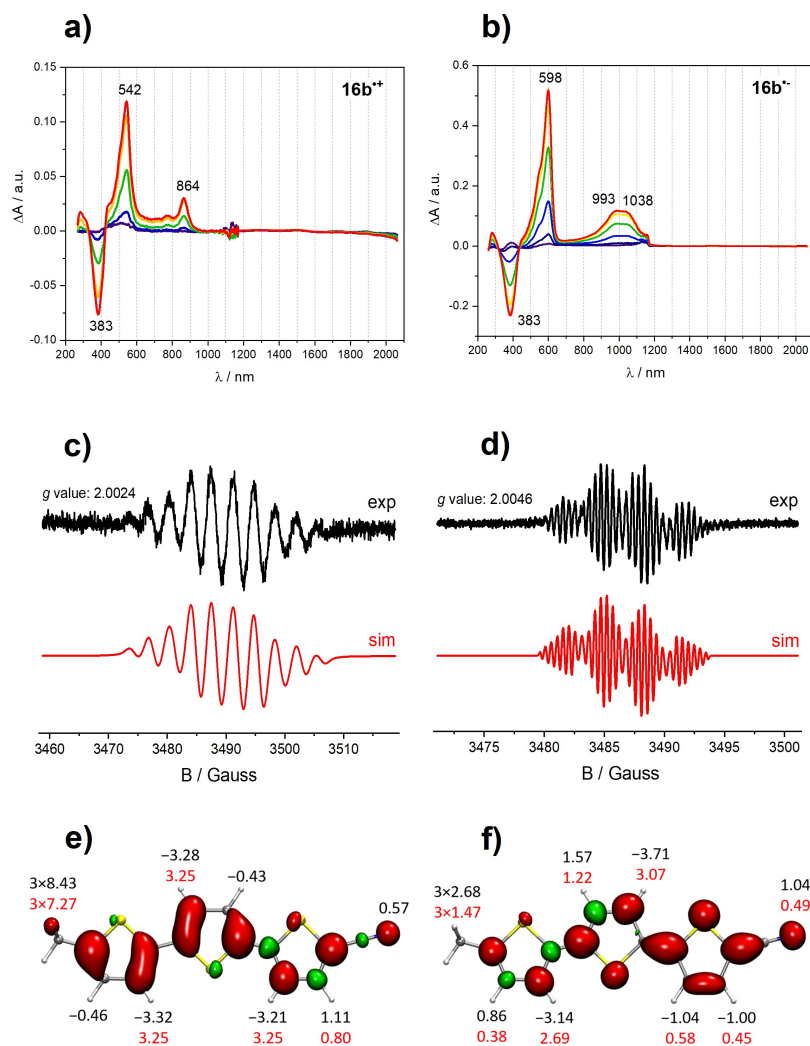 a)
b)
16b•+
542
864
383
0.15
0.10
0.05
0.00
-0.05
-0.10
ΔA / a.u.
200 400 600 800 1000 1200 1400 1600 1800 2000
λ / nm
16b•-
598
993 1038
383
0.6
0.4
0.2
0.0
-0.2
ΔA / a.u.
200 400 600 800 1000 1200 1400 1600 1800 2000
λ / nm
c)
d)
g value: 2.0024
exp
sim
3460 3470 3480 3490 3500 3510
B / Gauss
g value: 2.0046
exp
sim
3475 3480 3485 3490 3495 3500
B / Gauss
e)
f)
3×8.43
3×7.27
−3.28
3.25
−0.43
0.57
−0.46
−3.32
3.25
−3.21
3.25
1.11
0.80
3×2.68
3×1.47
1.57
1.22
−3.71
3.07
1.04
0.49
0.86
0.38
−3.14
2.69
−1.04
0.58
−1.00
0.45